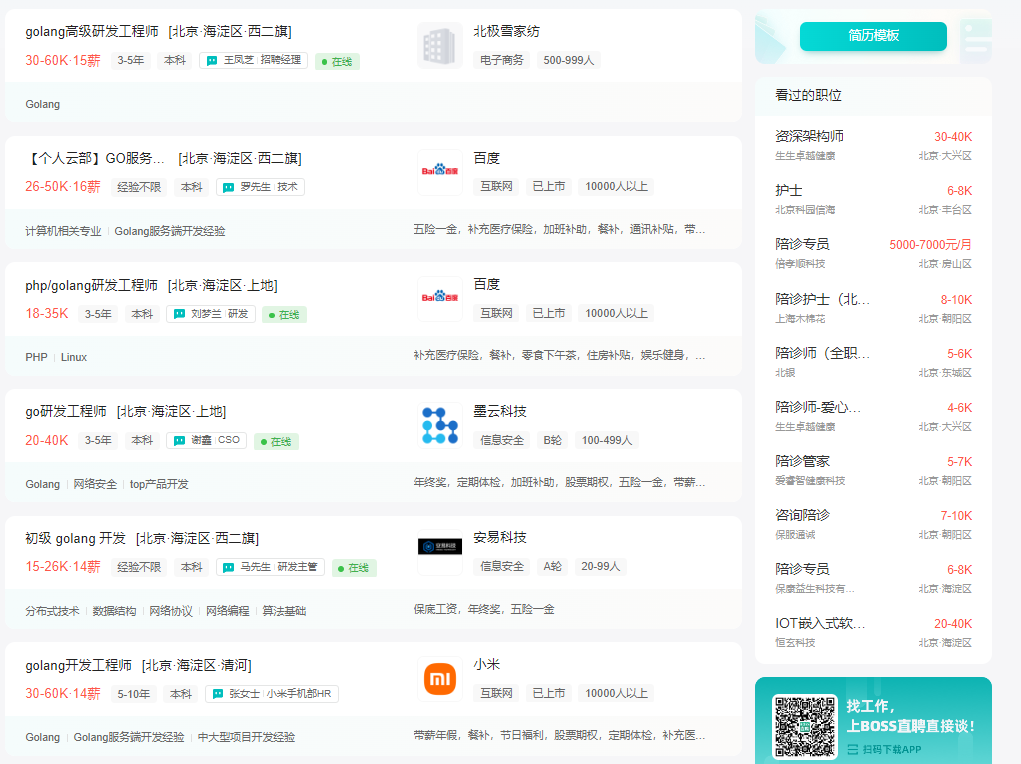 golang高级研发工程师 [北京·海淀区·西二旗]
30-60K·15薪 3-5年 本科 王凤芝 招聘经理 在线
北极雪家纺
电子商务 500-999人
Golang
【个人云部】GO服务... [北京·海淀区·西二旗]
26-50K·16薪 经验不限 本科 罗先生 技术
Bai百度
百度
互联网 已上市 10000人以上
计算机相关专业 Golang服务端开发经验
五险一金，补充医疗保险，加班补助，餐补，通讯补贴，带...
php/golang研发工程师 [北京·海淀区·上地]
18-35K 3-5年 本科 刘梦兰 研发 在线
Bai百度
百度
互联网 已上市 10000人以上
PHP Linux
补充医疗保险，餐补，零食下午茶，住房补贴，娱乐健身，...
go研发工程师 [北京·海淀区·上地]
20-40K 3-5年 本科 谢鑫 CSO 在线
墨云科技
信息安全 B轮 100-499人
Golang 网络安全 top产品开发
年终奖，定期体检，加班补助，股票期权，五险一金，带薪...
初级 golang 开发 [北京·海淀区·西二旗]
15-26K·14薪 经验不限 本科 马先生 研发主管 在线
安易科技
安易科技
信息安全 A轮 20-99人
分布式技术 数据结构 网络协议 网络编程 算法基础
保底工资，年终奖，五险一金
golang开发工程师 [北京·海淀区·清河]
30-60K·14薪 5-10年 本科 张女士 小米手机部HR
mi
小米
互联网 已上市 10000人以上
Golang Golang服务端开发经验 中大型项目开发经验
带薪年假，餐补，节日福利，股票期权，定期体检，补充医...
简历模板
看过的职位
资深架构师 30-40K
生生卓越健康 北京·大兴区
护士 6-8K
北京科园信海 北京·丰台区
陪诊专员 5000-7000元/月
倍孝顺科技 北京·房山区
陪诊护士（北... 8-10K
上海木棉花 北京·朝阳区
陪诊师（全职... 5-6K
北银 北京·东城区
陪诊师-爱心... 4-6K
生生卓越健康 北京·大兴区
陪诊管家 5-7K
爱睿智健康科技 北京·朝阳区
咨询陪诊 7-10K
保服通诚 北京·朝阳区
陪诊专员 6-8K
保康益生科技有... 北京·海淀区
IOT嵌入式软... 20-40K
恒玄科技 北京·海淀区
找工作，
上BOSS直聘直接谈！
扫码下载APP